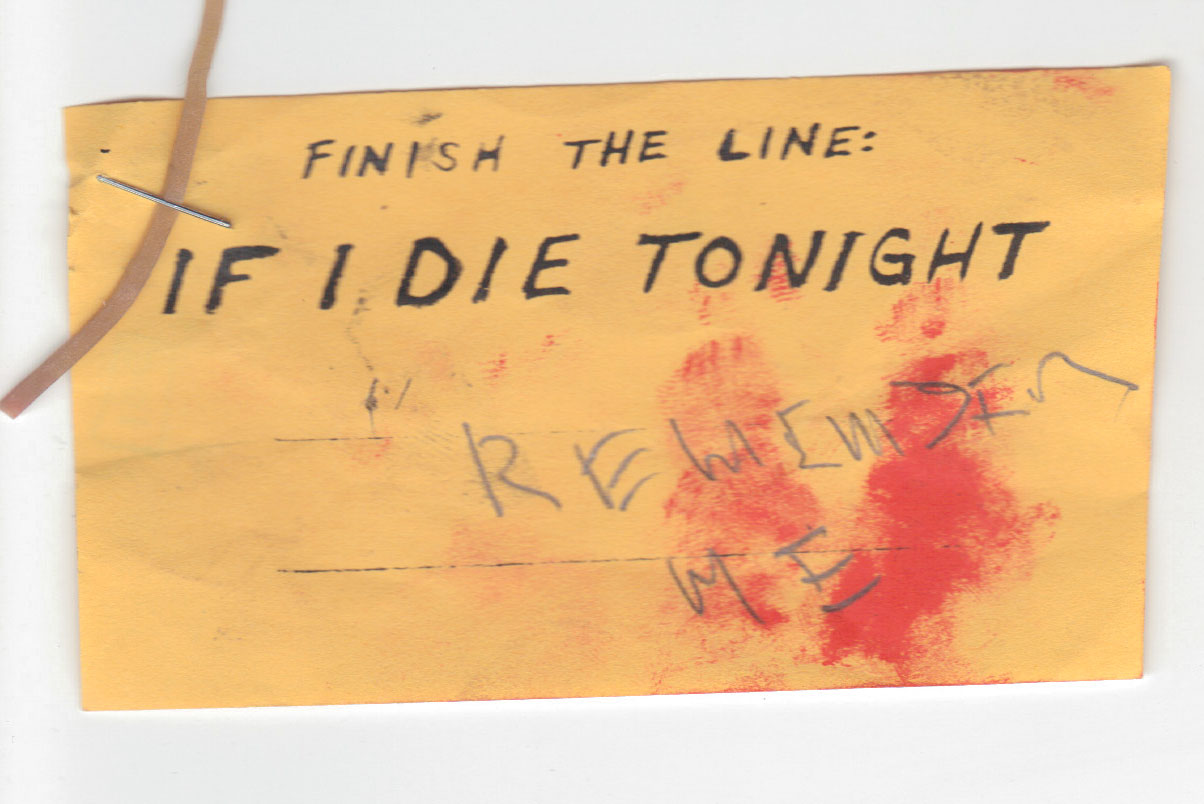 FINISH THE LINE:
IF I DIE TONIGHT
REMEMBER
ME